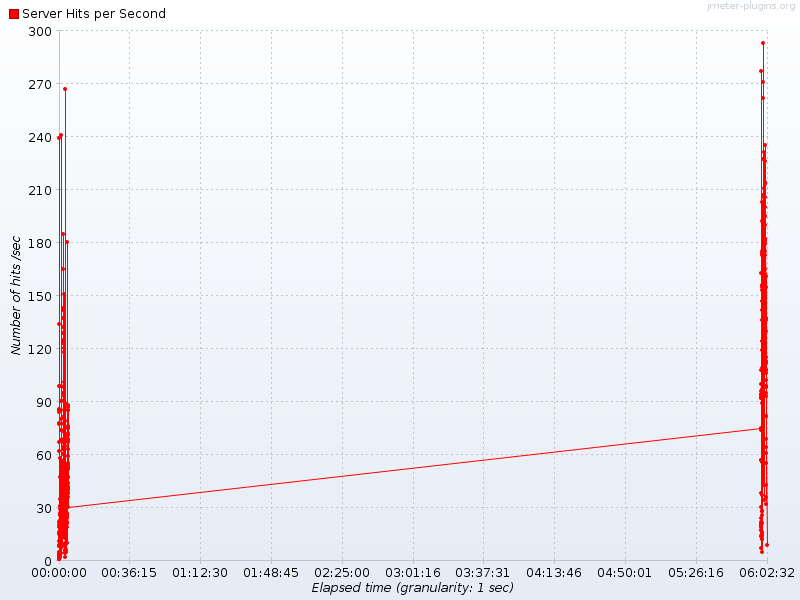 jmeter-plugins.org
Server Hits per Second
300
270
240
210
180
150
120
90
60
30
0
Number of hits /sec
00:00:00 00:36:15 01:12:30 01:48:45 02:25:00 03:01:16 03:37:31 04:13:46 04:50:01 05:26:16 06:02:32
Elapsed time (granularity: 1 sec)